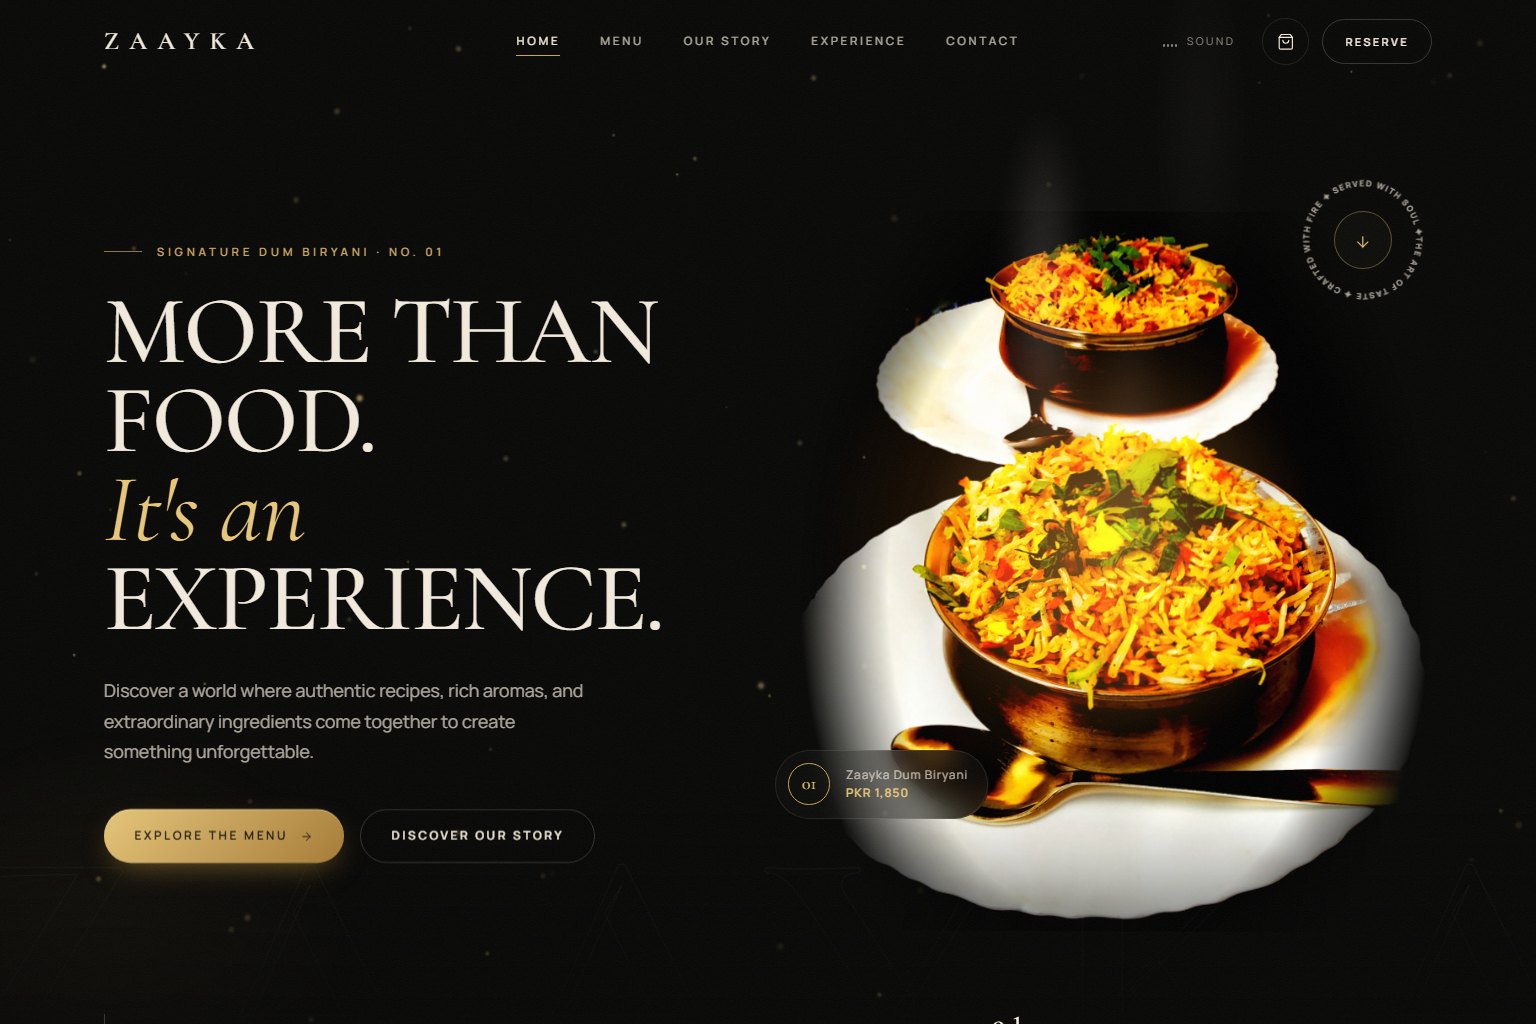 ZAAYKA
HOME MENU OUR STORY EXPERIENCE CONTACT
SOUND
RESERVE
SERVED WITH SOUL ✦ THE ART OF TASTE ✦ CRAFTED WITH FIRE ✦
SIGNATURE DUM BIRYANI · NO. 01
MORE THAN
FOOD.
It's an
EXPERIENCE.
Discover a world where authentic recipes, rich aromas, and
extraordinary ingredients come together to create
something unforgettable.
01
Zaayka Dum Biryani
PKR 1,850
EXPLORE THE MENU →
DISCOVER OUR STORY